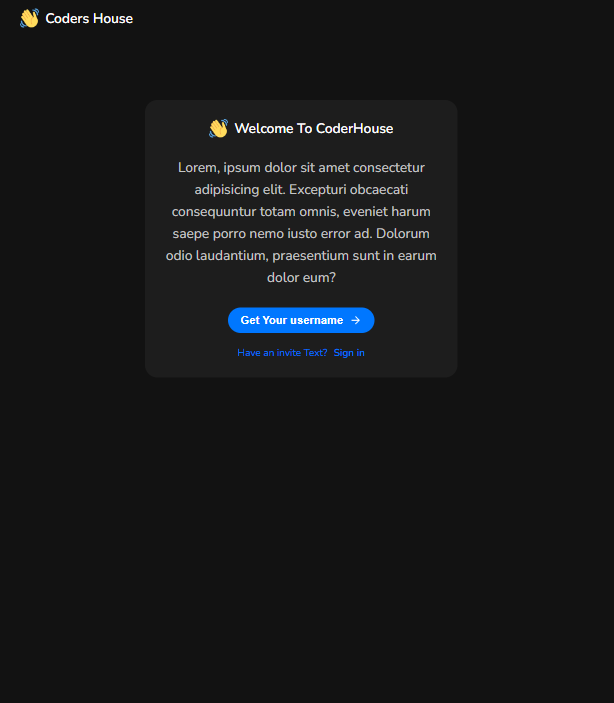 Coders House
Welcome To CoderHouse
Lorem, ipsum dolor sit amet consectetur
adipisicing elit. Excepturi obcaecati
consequuntur totam omnis, eveniet harum
saepe porro nemo iusto error ad. Dolorum
odio laudantium, praesentium sunt in earum
dolor eum?
Get Your username →
Have an invite Text? Sign in